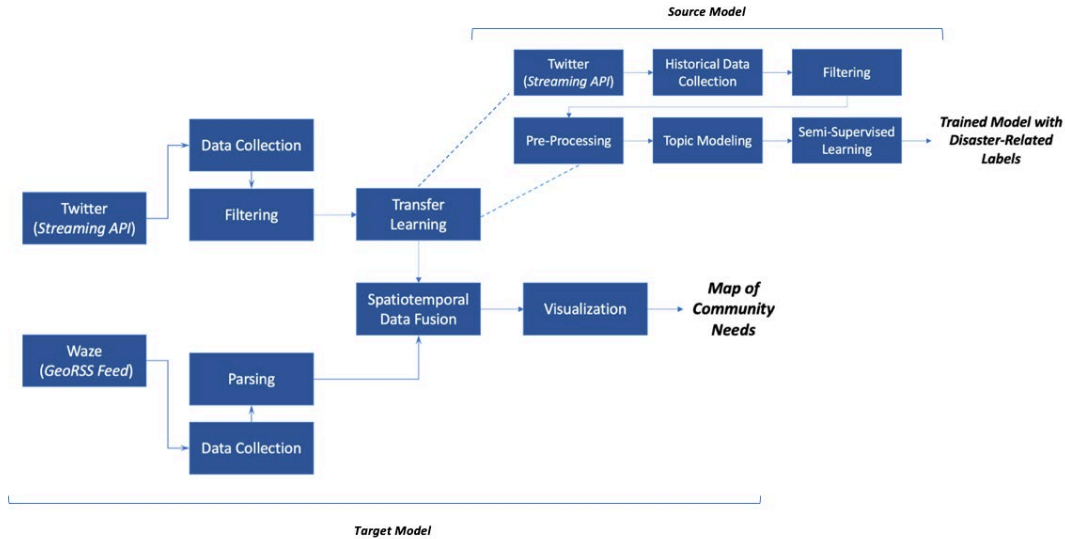 Source Model
Twitter
(Streaming API)
Historical Data
Collection
Filtering
Pre-Processing
Topic Modeling
Semi-Supervised
Learning
Trained Model with
Disaster-Related
Labels
Data Collection
Twitter
(Streaming API)
Filtering
Transfer
Learning
Spatiotemporal
Data Fusion
Visualization
Map of
Community
Needs
Waze
(GeoRSS Feed)
Parsing
Data Collection
Target Model